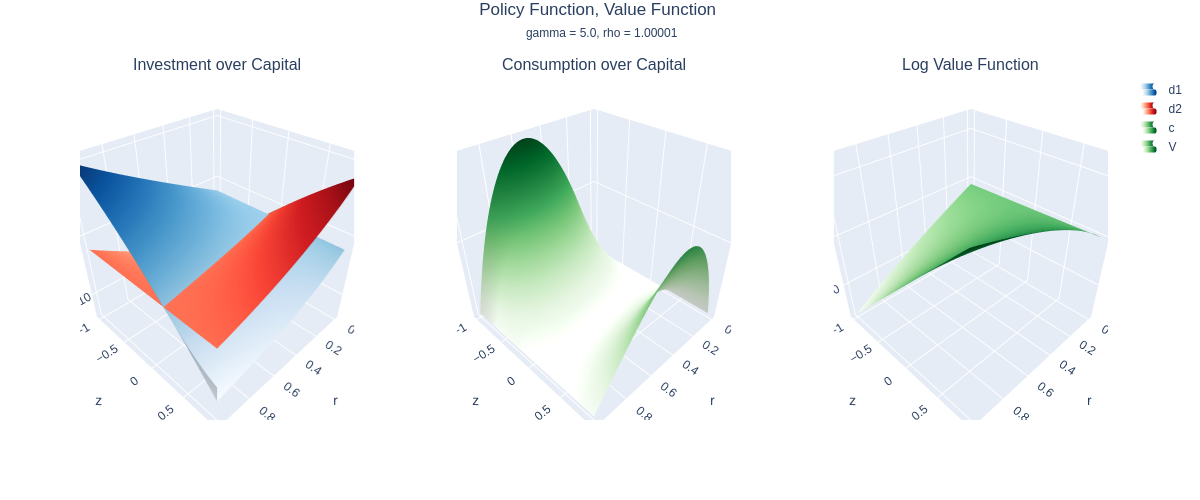 Policy Function, Value Function
gamma = 5.0, rho = 1.00001
Investment over Capital
Consumption over Capital
Log Value Function
d1
d2
c
V
10
−1
−0.5
0
0.5
z
0
0.2
0.4
0.6
0.8
r
−1
−0.5
0
0.5
z
0
0.2
0.4
0.6
0.8
r
0
−1
−0.5
0
0.5
z
0
0.2
0.4
0.6
0.8
r